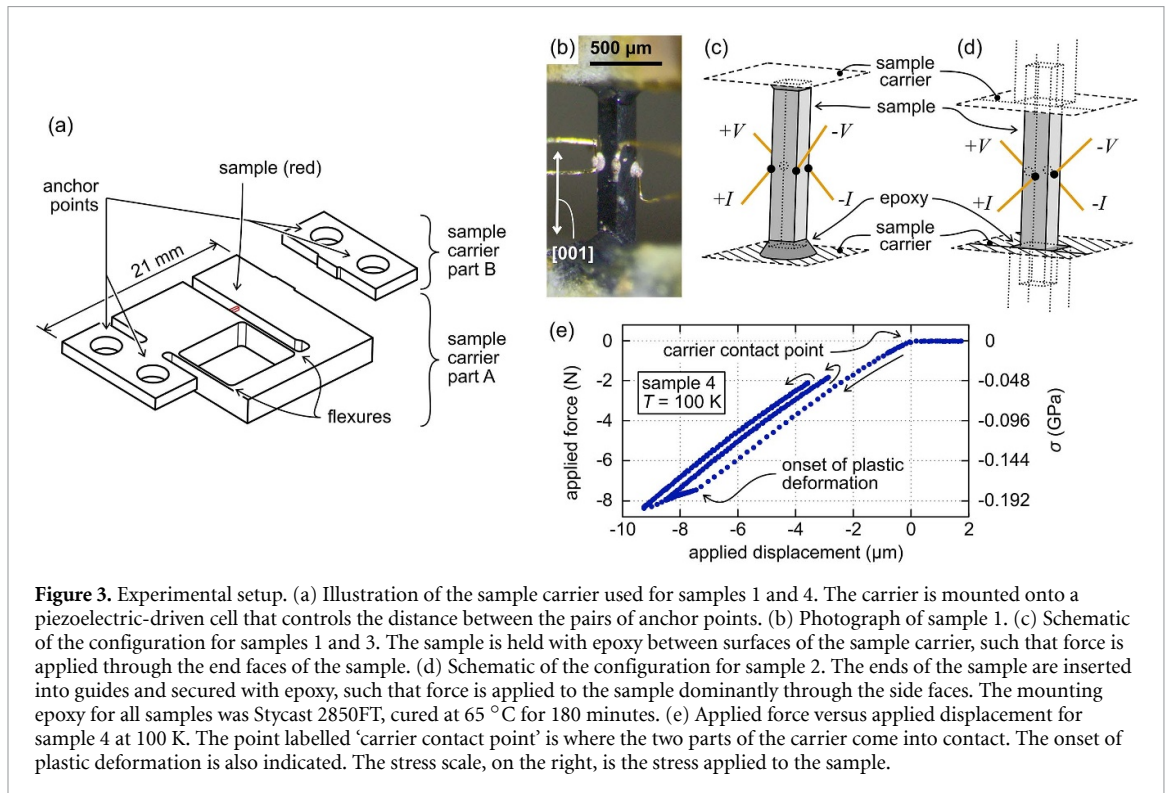 (a)
sample (red)
anchor
points
21 mm
sample
carrier
part B
sample
carrier
part A
flexures
(b)
500 µm
[001]
(c)
(d)
sample
carrier
sample
+V
-V
+I
-I
epoxy
sample
carrier
+V
-V
+I
-I
(e)
carrier contact point
sample 4
T = 100 K
onset of plastic
deformation
applied force (N)
0
-2
-4
-6
-8
0
-0.048
-0.096
-0.144
-0.192
σ (GPa)
-10
-8
-6
-4
-2
0
2
applied displacement (µm)
Figure 3. Experimental setup. (a) Illustration of the sample carrier used for samples 1 and 4. The carrier is mounted onto a
piezoelectric-driven cell that controls the distance between the pairs of anchor points. (b) Photograph of sample 1. (c) Schematic
of the configuration for samples 1 and 3. The sample is held with epoxy between surfaces of the sample carrier, such that force is
applied through the end faces of the sample. (d) Schematic of the configuration for sample 2. The ends of the sample are inserted
into guides and secured with epoxy, such that force is applied to the sample dominantly through the side faces. The mounting
epoxy for all samples was Stycast 2850FT, cured at 65 °C for 180 minutes. (e) Applied force versus applied displacement for
sample 4 at 100 K. The point labelled ‘carrier contact point’ is where the two parts of the carrier come into contact. The onset of
plastic deformation is also indicated. The stress scale, on the right, is the stress applied to the sample.